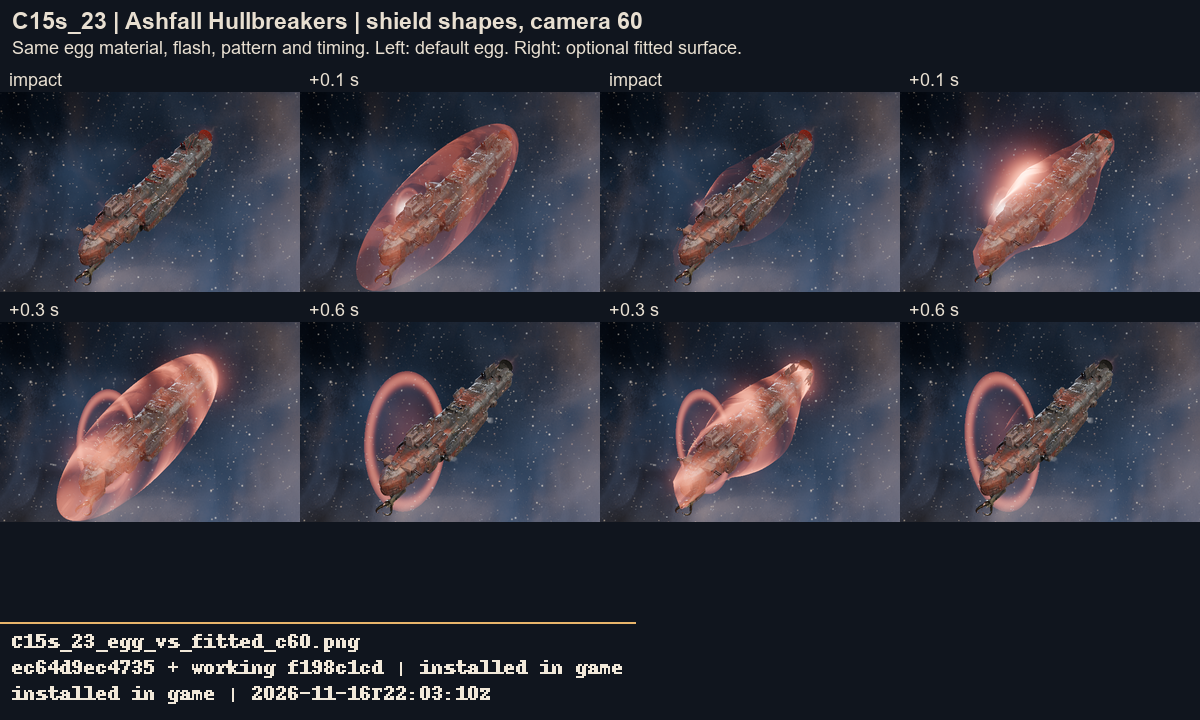 C15s_23 | Ashfall Hullbreakers | shield shapes, camera 60
Same egg material, flash, pattern and timing. Left: default egg. Right: optional fitted surface.
impact +0.1 s impact +0.1 s
+0.3 s +0.6 s +0.3 s +0.6 s
C15s_23_egg_vs_fitted_c60.png
ec64d9ec4735 + working f198c1cd | installed in game
installed in game | 2026-11-16T22:03:10Z